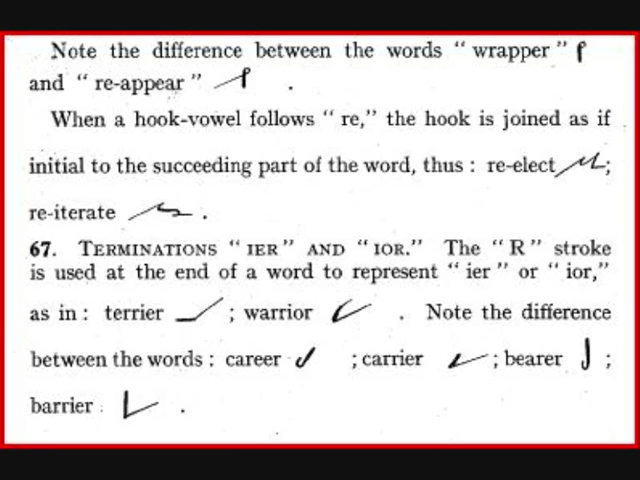 Note the difference between the words “ wrapper ”
and “ re-appear ” .
When a hook-vowel follows “ re,” the hook is joined as if
initial to the succeeding part of the word, thus : re-elect ;
re-iterate .
67. TERMINATIONS “ IER ” AND “ IOR.” The “ R ” stroke
is used at the end of a word to represent “ ier ” or “ ior,”
as in : terrier ; warrior . Note the difference
between the words : career ; carrier ; bearer ;
barrier .